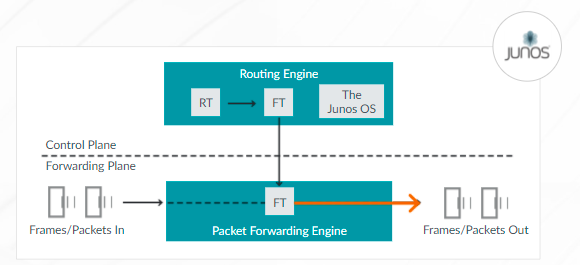 JUNOS
Routing Engine
RT
FT
The
Junos OS
Control Plane
Forwarding Plane
FT
Frames/Packets In
Packet Forwarding Engine
Frames/Packets Out